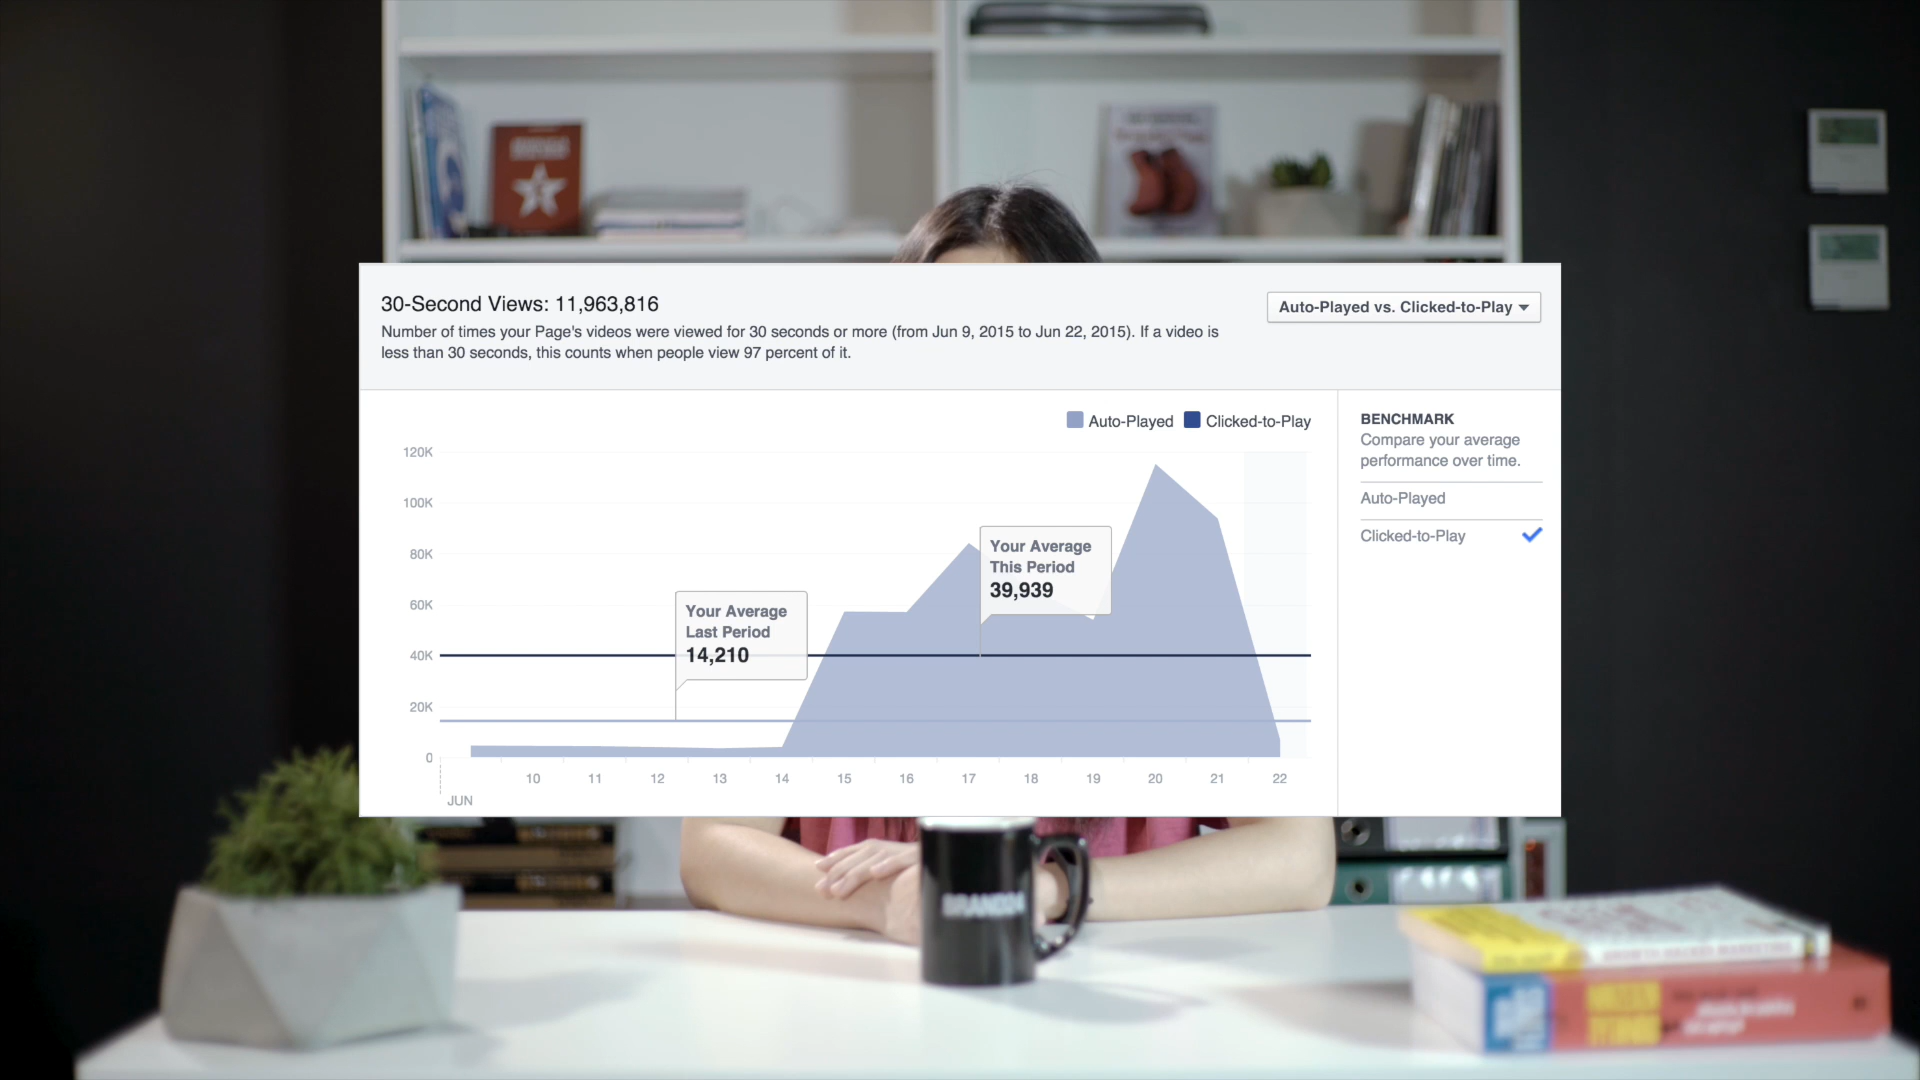 30-Second Views: 11,963,816
Number of times your Page's videos were viewed for 30 seconds or more (from Jun 9, 2015 to Jun 22, 2015). If a video is
less than 30 seconds, this counts when people view 97 percent of it.
Auto-Played vs. Clicked-to-Play
Auto-Played Clicked-to-Play
120K
100K
80K
60K
40K
20K
0
Your Average
Last Period
14,210
Your Average
This Period
39,939
10 11 12 13 14 15 16 17 18 19 20 21 22
JUN
BENCHMARK
Compare your average
performance over time.
Auto-Played
Clicked-to-Play
BRAND24